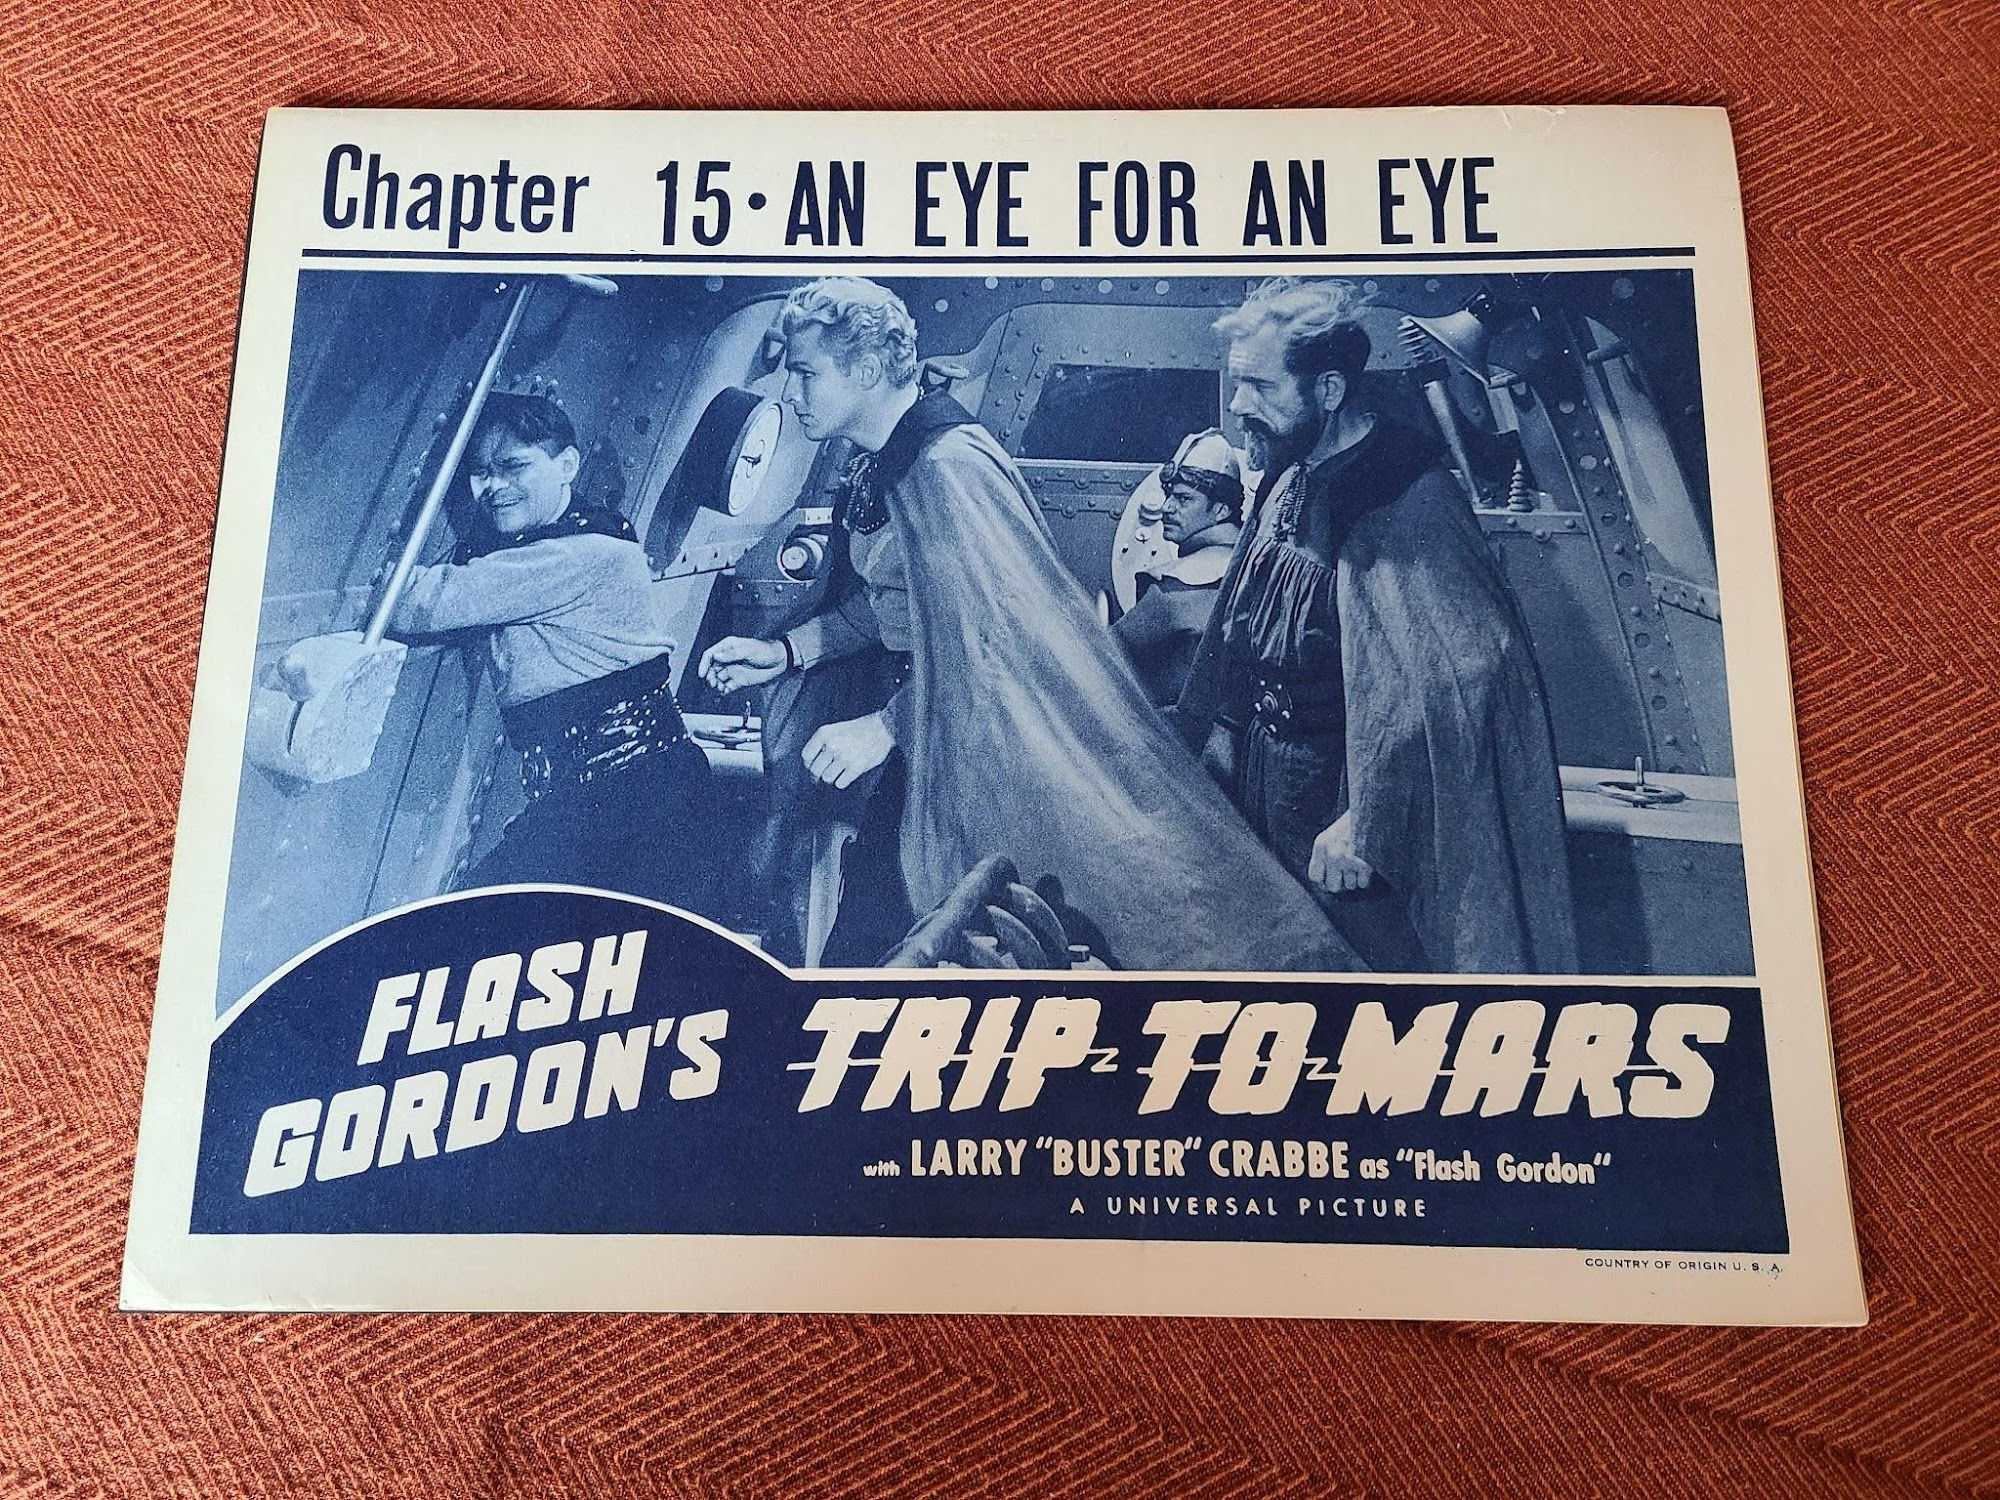 Chapter 15 • AN EYE FOR AN EYE
FLASH
GORDON'S
TRIP TO MARS
with LARRY "BUSTER" CRABBE as "Flash Gordon"
A UNIVERSAL PICTURE
COUNTRY OF ORIGIN U. S. A.